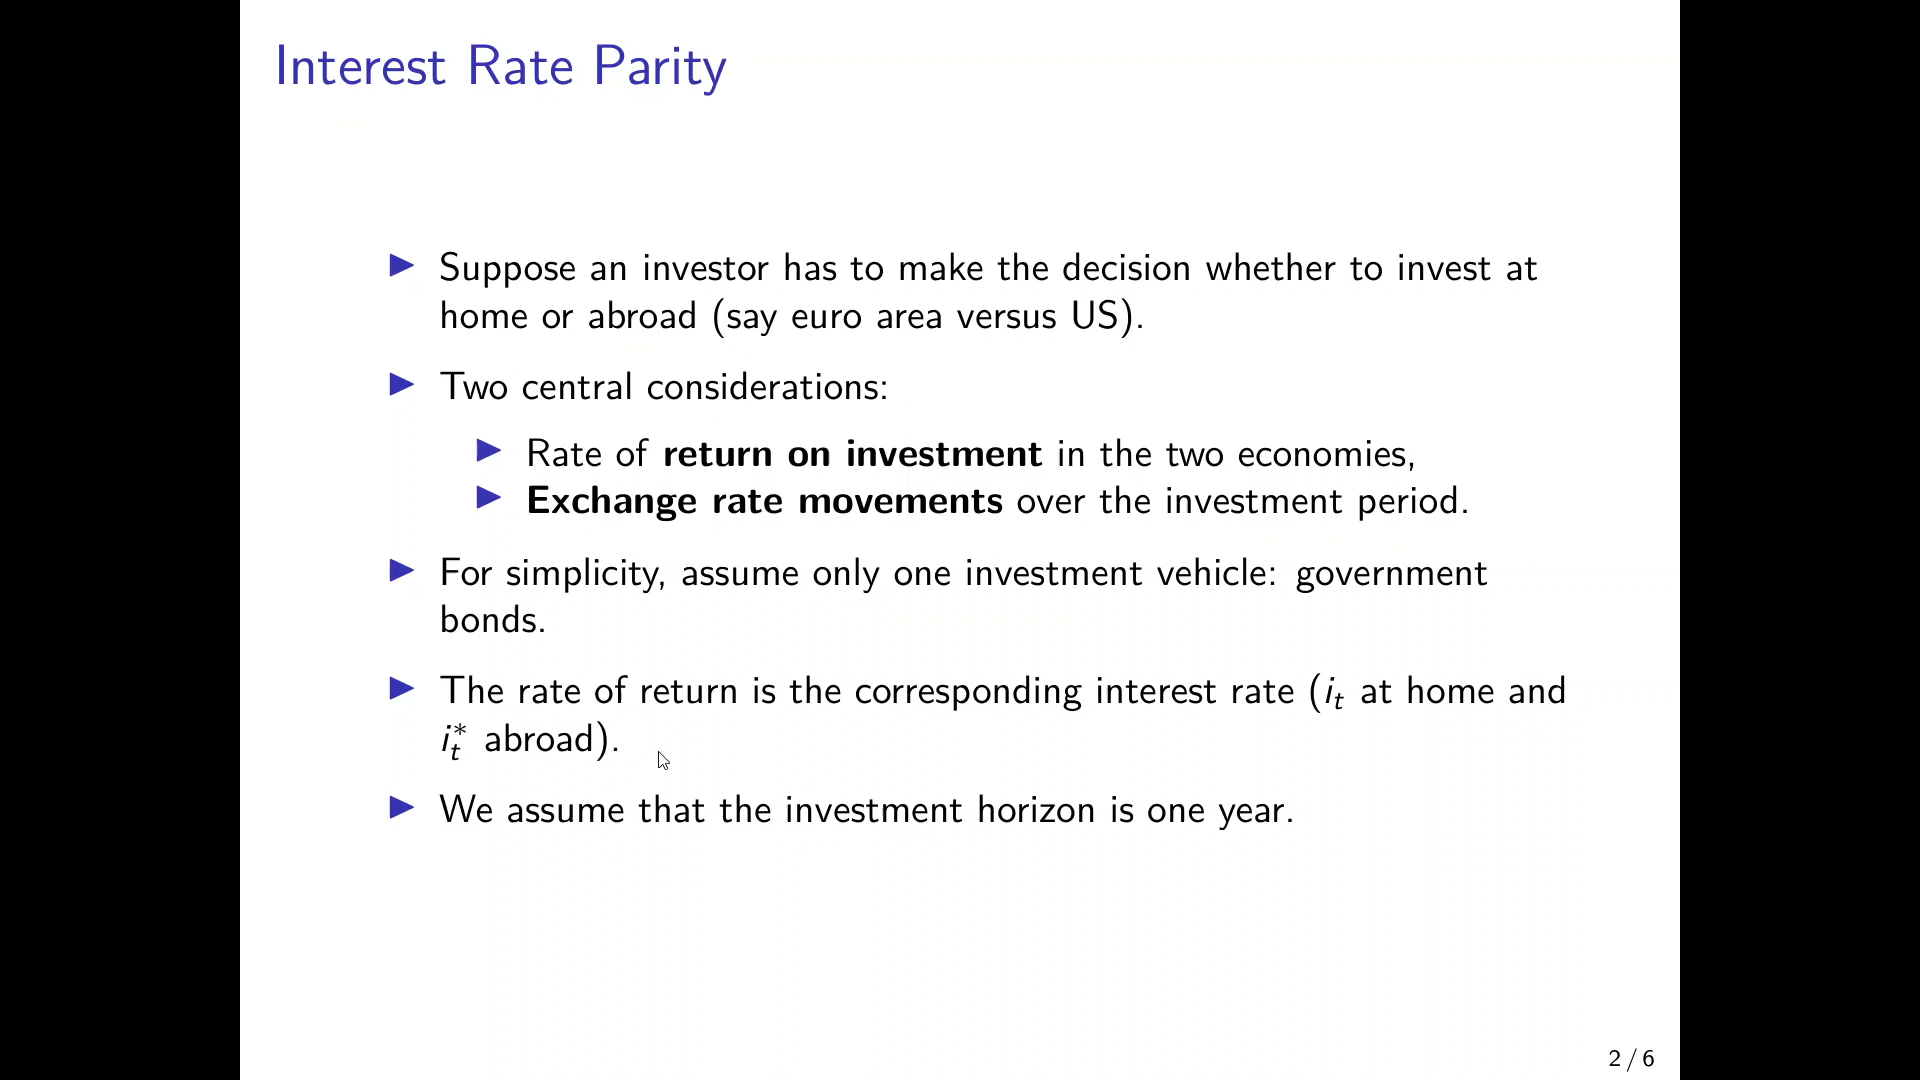 Interest Rate Parity
Suppose an investor has to make the decision whether to invest at
home or abroad (say euro area versus US).
Two central considerations:
Rate of return on investment in the two economies,
Exchange rate movements over the investment period.
For simplicity, assume only one investment vehicle: government
bonds.
The rate of return is the corresponding interest rate (i_t at home and
i_t^* abroad).
We assume that the investment horizon is one year.
2 / 6